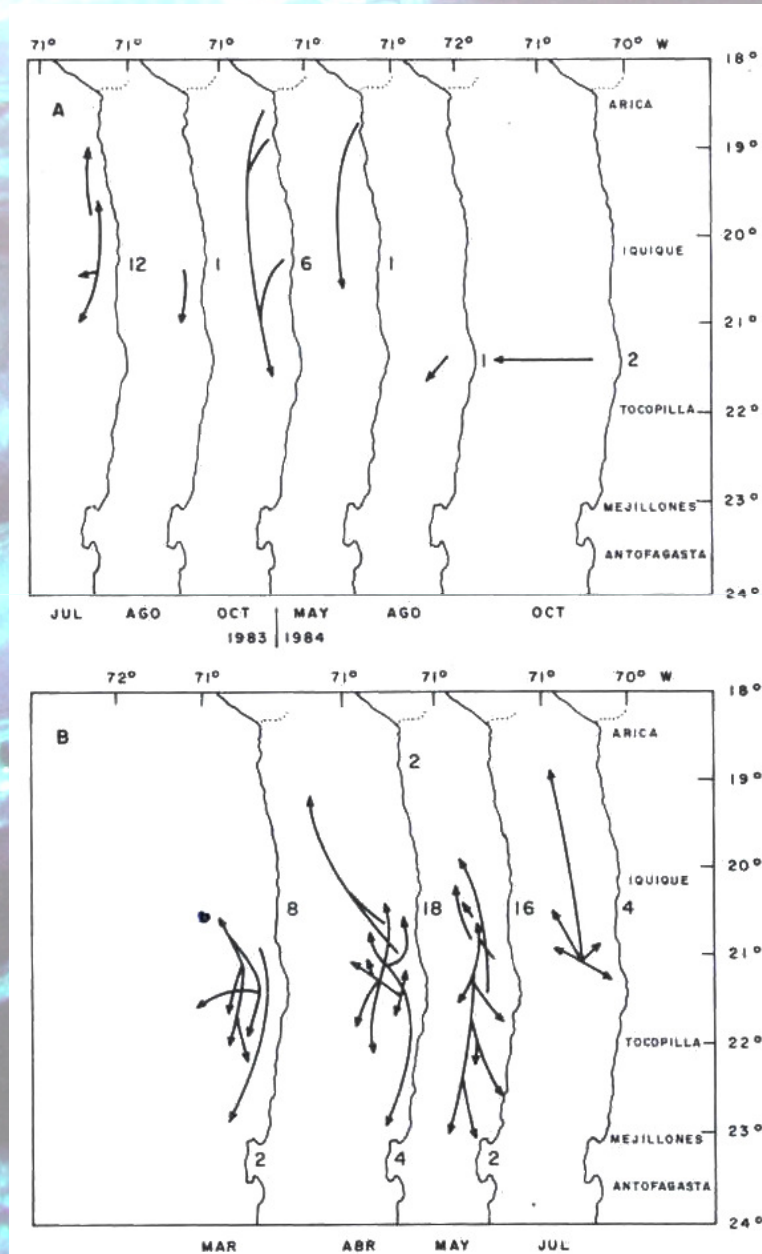 71° 71° 71° 71° 71° 72° 71° 70° W
18°
A
ARICA
19°
20°
IQUIQUE
12 1 6 1
21°
1 2
TOCOPILLA
22°
23°
MEJILLONES
ANTOFAGASTA
24°
JUL AGO OCT MAY AGO OCT
1983 | 1984
72° 71° 71° 71° 71° 70° W
18°
B
ARICA
2
19°
20°
IQUIQUE
8 18 16 4
21°
22°
TOCOPILLA
23°
MEJILLONES
2 4 2
ANTOFAGASTA
24°
MAR ABR MAY JUL